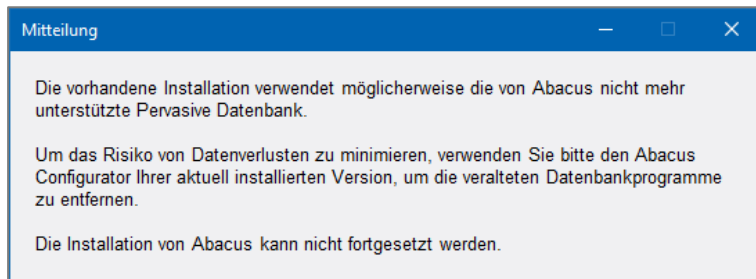 Mitteilung
Die vorhandene Installation verwendet möglicherweise die von Abacus nicht mehr
unterstützte Pervasive Datenbank.
Um das Risiko von Datenverlusten zu minimieren, verwenden Sie bitte den Abacus
Configurator Ihrer aktuell installierten Version, um die veralteten Datenbankprogramme
zu entfernen.
Die Installation von Abacus kann nicht fortgesetzt werden.